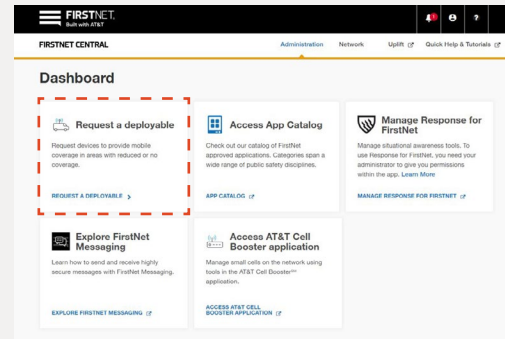 FIRSTNET.
Built with AT&T
?
FIRSTNET CENTRAL
Administration
Network
Uplift
Quick Help & Tutorials
Dashboard
Request a deployable
Request devices to provide mobile
coverage in areas with reduced or no
coverage.
REQUEST A DEPLOYABLE
Access App Catalog
Check out our catalog of FirstNet
approved applications. Categories span a
wide range of public safety disciplines.
APP CATALOG
Manage Response for
FirstNet
Manage situational awareness tools. To
use Response for FirstNet, you need your
administrator to give you permissions
within the app. Learn More
MANAGE RESPONSE FOR FIRSTNET
Explore FirstNet
Messaging
Learn how to send and receive highly
secure messages with FirstNet Messaging.
EXPLORE FIRSTNET MESSAGING
Access AT&T Cell
Booster application
Manage small cells on the network using
tools in the AT&T Cell Booster℠
application.
ACCESS AT&T CELL
BOOSTER APPLICATION